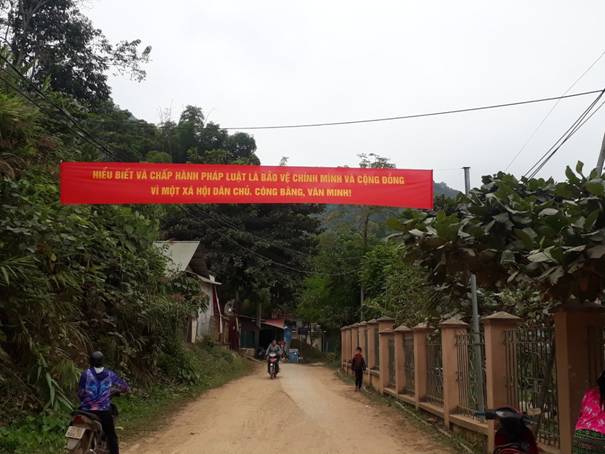 HIỂU BIẾT VÀ CHẤP HÀNH PHÁP LUẬT LÀ BẢO VỆ CHÍNH MÌNH VÀ CỘNG ĐỒNG
VÌ MỘT XÃ HỘI DÂN CHỦ. CÔNG BẰNG, VĂN MINH!